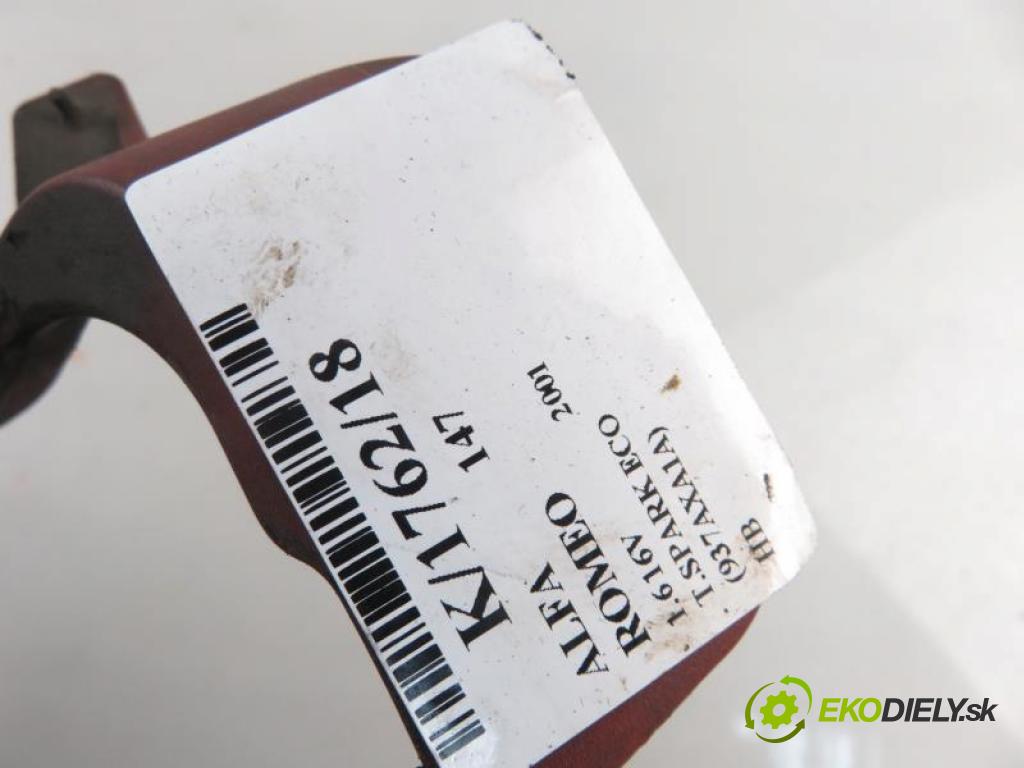 K/1762/18
147
ALFA
ROMEO
2001
1.6 16V
T.SPARK ECO
(937AXA1A)
HB
EKODIELY.sk